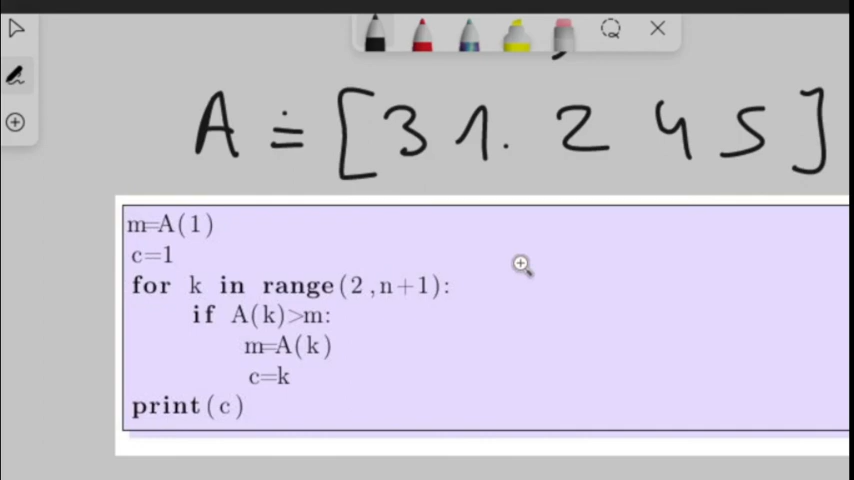 A ≐ [3 1. 2 4 5]
m=A(1)
c=1
for k in range(2,n+1):
if A(k)>m:
m=A(k)
c=k
print(c)